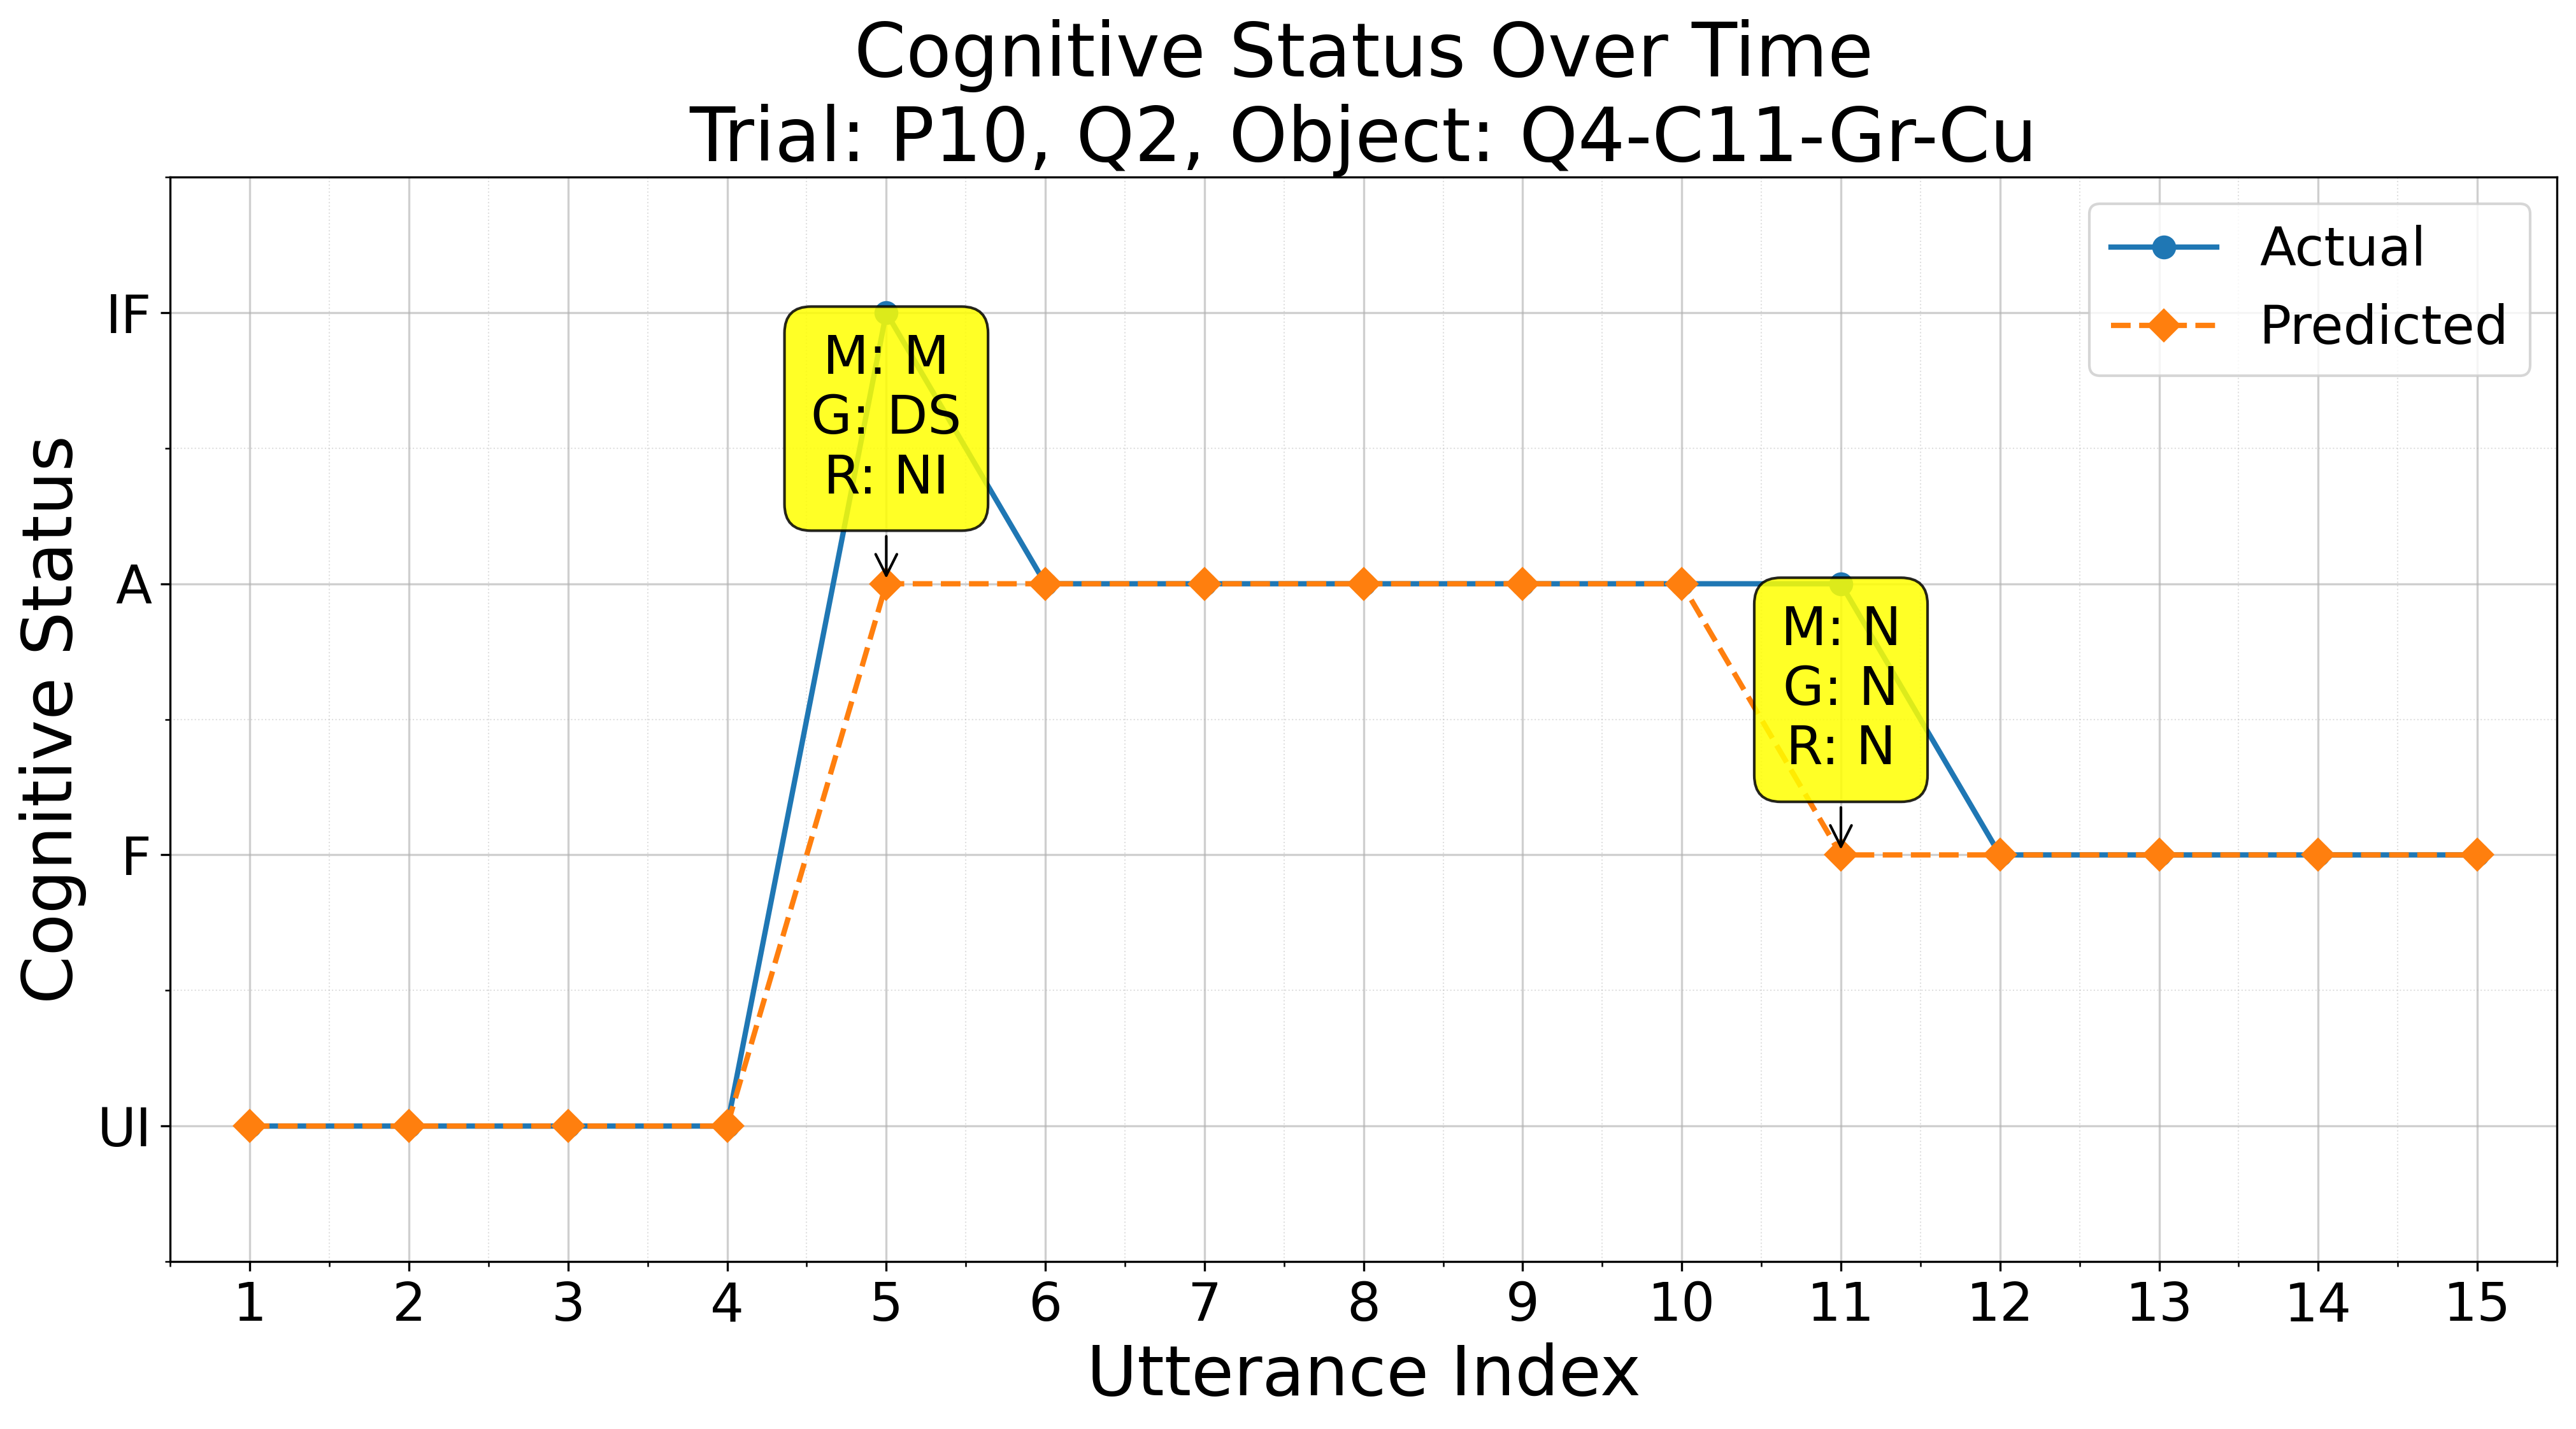 Cognitive Status Over Time
Trial: P10, Q2, Object: Q4-C11-Gr-Cu
Actual
Predicted
Cognitive Status
IF
A
F
UI
M: M
G: DS
R: NI
M: N
G: N
R: N
1 2 3 4 5 6 7 8 9 10 11 12 13 14 15
Utterance Index